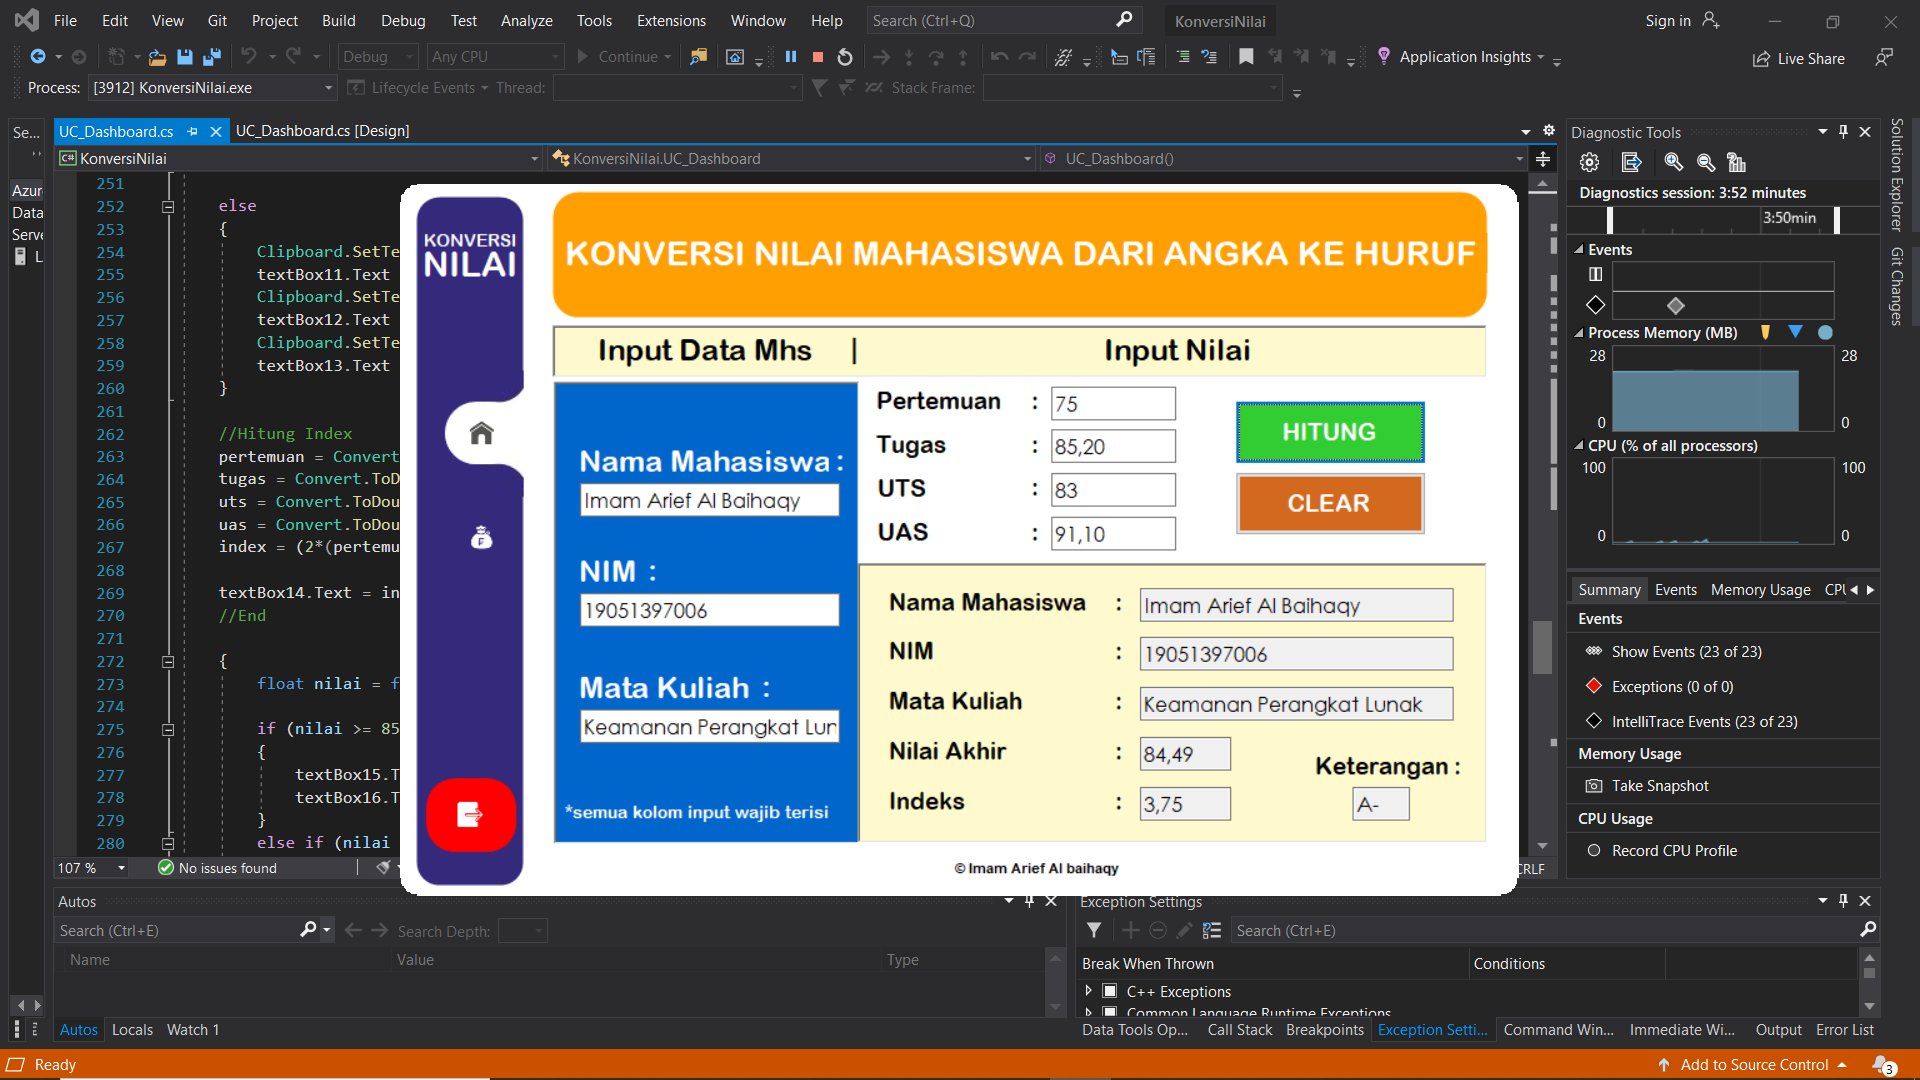 File Edit View Git Project Build Debug Test Analyze Tools Extensions Window Help Search (Ctrl+Q) KonversiNilai Sign in
Debug Any CPU Continue Application Insights Live Share
Process: [3912] KonversiNilai.exe Lifecycle Events Thread: Stack Frame:
Se...
Azur
Data
Serve
L
UC_Dashboard.cs UC_Dashboard.cs [Design]
C# KonversiNilai KonversiNilai.UC_Dashboard UC_Dashboard()
251
252 else
253 {
254 Clipboard.SetTe
255 textBox11.Text
256 Clipboard.SetTe
257 textBox12.Text
258 Clipboard.SetTe
259 textBox13.Text
260 }
261
262 //Hitung Index
263 pertemuan = Convert
264 tugas = Convert.ToD
265 uts = Convert.ToDou
266 uas = Convert.ToDou
267 index = (2*(pertemu
268
269 textBox14.Text = in
270 //End
271
272 {
273 float nilai = f
274
275 if (nilai >= 85
276 {
277 textBox15.T
278 textBox16.T
279 }
280 else if (nilai
107 % No issues found CRLF
KONVERSI
NILAI
KONVERSI NILAI MAHASISWA DARI ANGKA KE HURUF
Input Data Mhs | Input Nilai
Nama Mahasiswa :
Imam Arief Al Baihaqy
NIM :
19051397006
Mata Kuliah :
Keamanan Perangkat Lun
*semua kolom input wajib terisi
Pertemuan : 75
Tugas : 85,20
UTS : 83
UAS : 91,10
HITUNG
CLEAR
Nama Mahasiswa : Imam Arief Al Baihaqy
NIM : 19051397006
Mata Kuliah : Keamanan Perangkat Lunak
Nilai Akhir : 84,49
Indeks : 3,75
Keterangan :
A-
© Imam Arief Al baihaqy
Diagnostic Tools
Diagnostics session: 3:52 minutes
3:50min
Events
Process Memory (MB)
28 28
0 0
CPU (% of all processors)
100 100
0 0
Summary Events Memory Usage CPU
Events
Show Events (23 of 23)
Exceptions (0 of 0)
IntelliTrace Events (23 of 23)
Memory Usage
Take Snapshot
CPU Usage
Record CPU Profile
Solution Explorer
Git Changes
Autos
Search (Ctrl+E) Search Depth:
Name Value Type
Autos Locals Watch 1
Exception Settings
Search (Ctrl+E)
Break When Thrown Conditions
C++ Exceptions
Common Language Runtime Exceptions
Data Tools Op... Call Stack Breakpoints Exception Setti... Command Win... Immediate Wi... Output Error List
Ready Add to Source Control 3